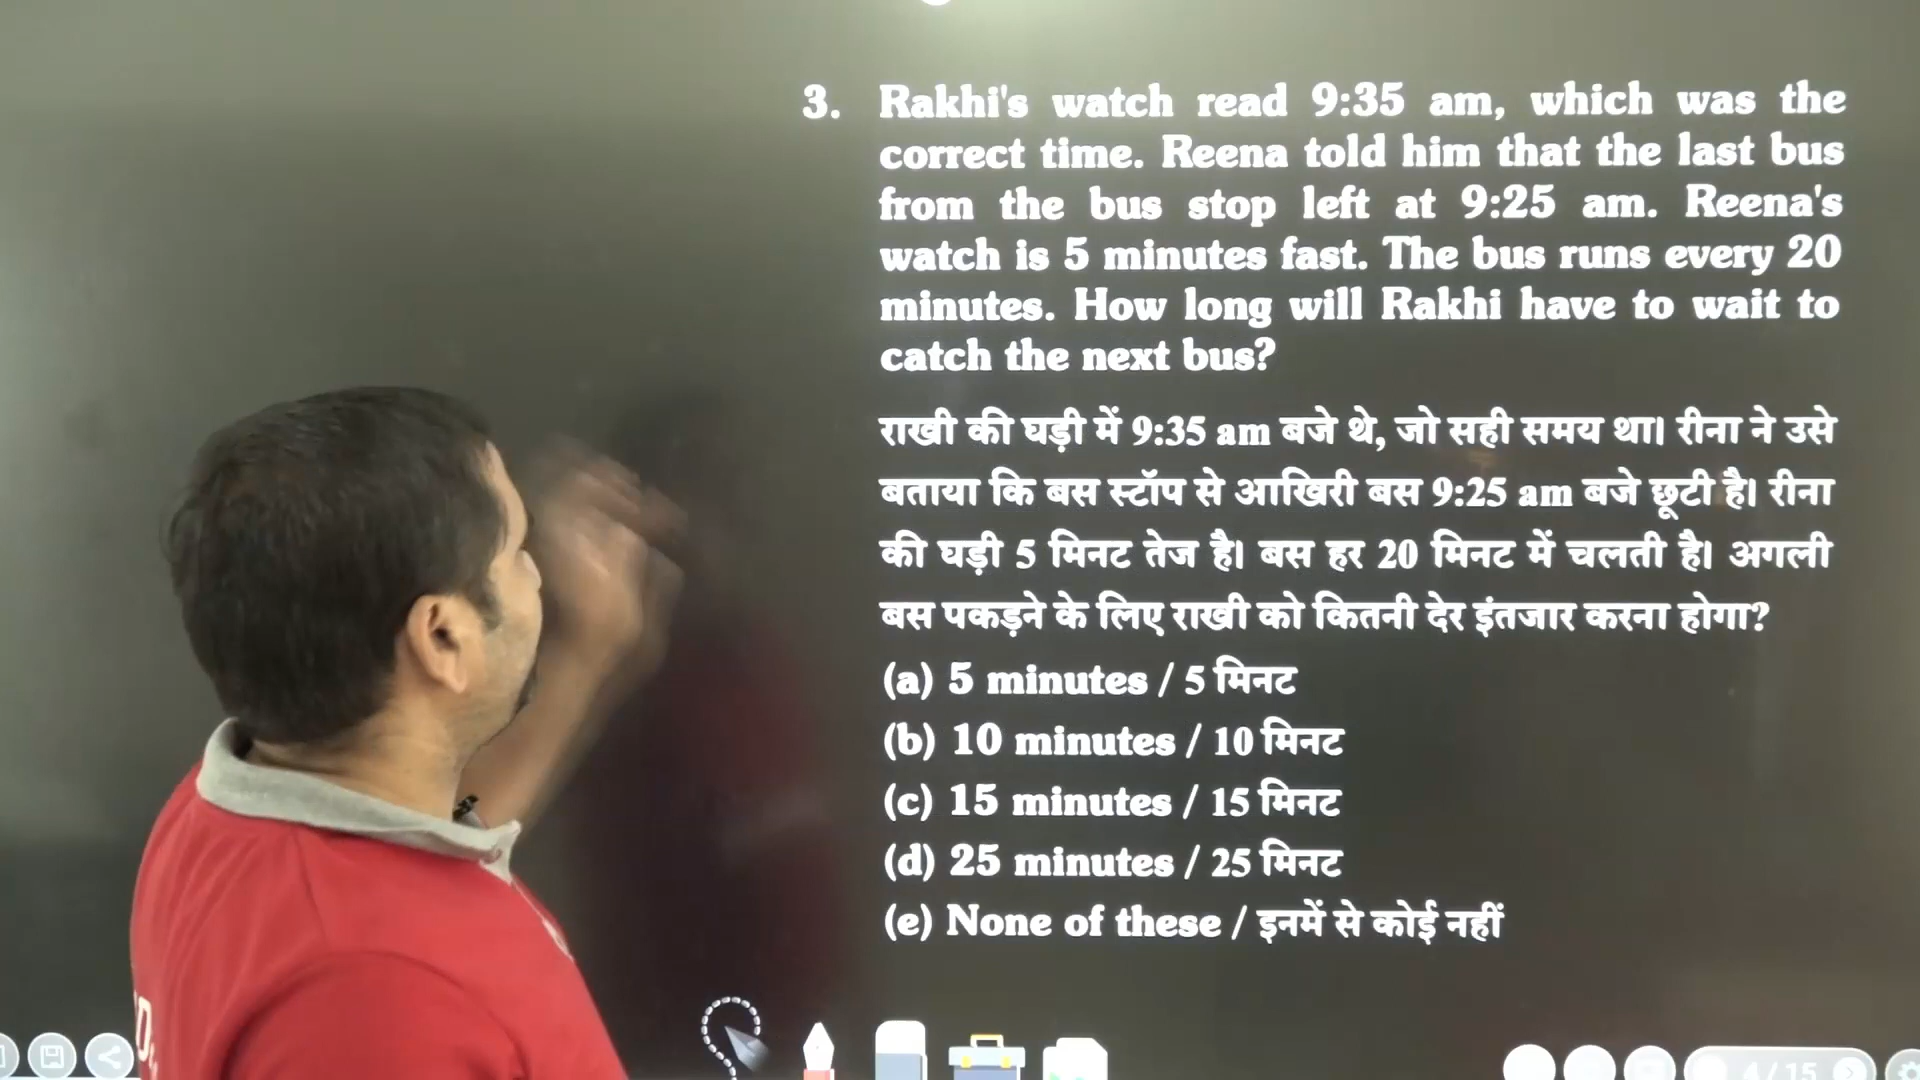 3. Rakhi's watch read 9:35 am, which was the
correct time. Reena told him that the last bus
from the bus stop left at 9:25 am. Reena's
watch is 5 minutes fast. The bus runs every 20
minutes. How long will Rakhi have to wait to
catch the next bus?
राखी की घड़ी में 9:35 am बजे थे, जो सही समय था। रीना ने उसे
बताया कि बस स्टॉप से आखिरी बस 9:25 am बजे छूटी है। रीना
की घड़ी 5 मिनट तेज है। बस हर 20 मिनट में चलती है। अगली
बस पकड़ने के लिए राखी को कितनी देर इंतजार करना होगा?
(a) 5 minutes / 5 मिनट
(b) 10 minutes / 10 मिनट
(c) 15 minutes / 15 मिनट
(d) 25 minutes / 25 मिनट
(e) None of these / इनमें से कोई नहीं
4/15